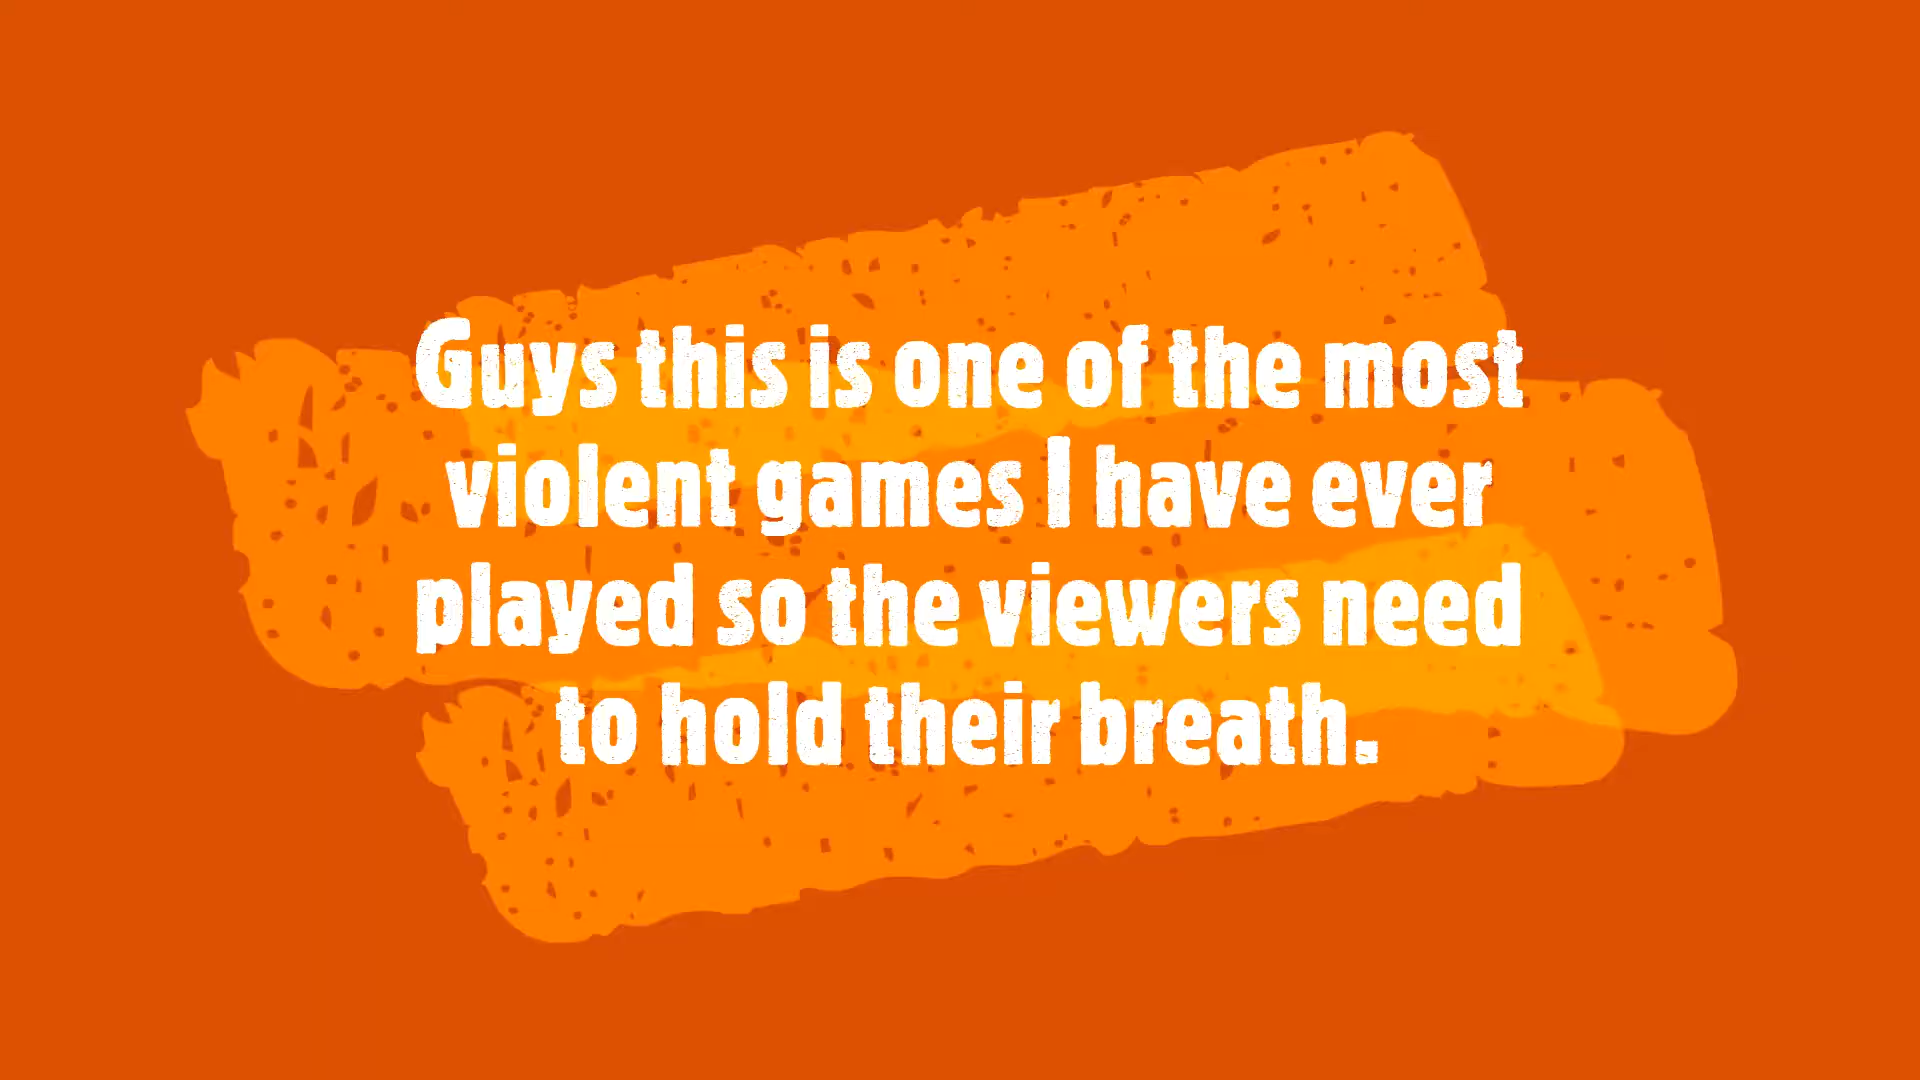 Guys this is one of the most
violent games I have ever
played so the viewers need
to hold their breath.